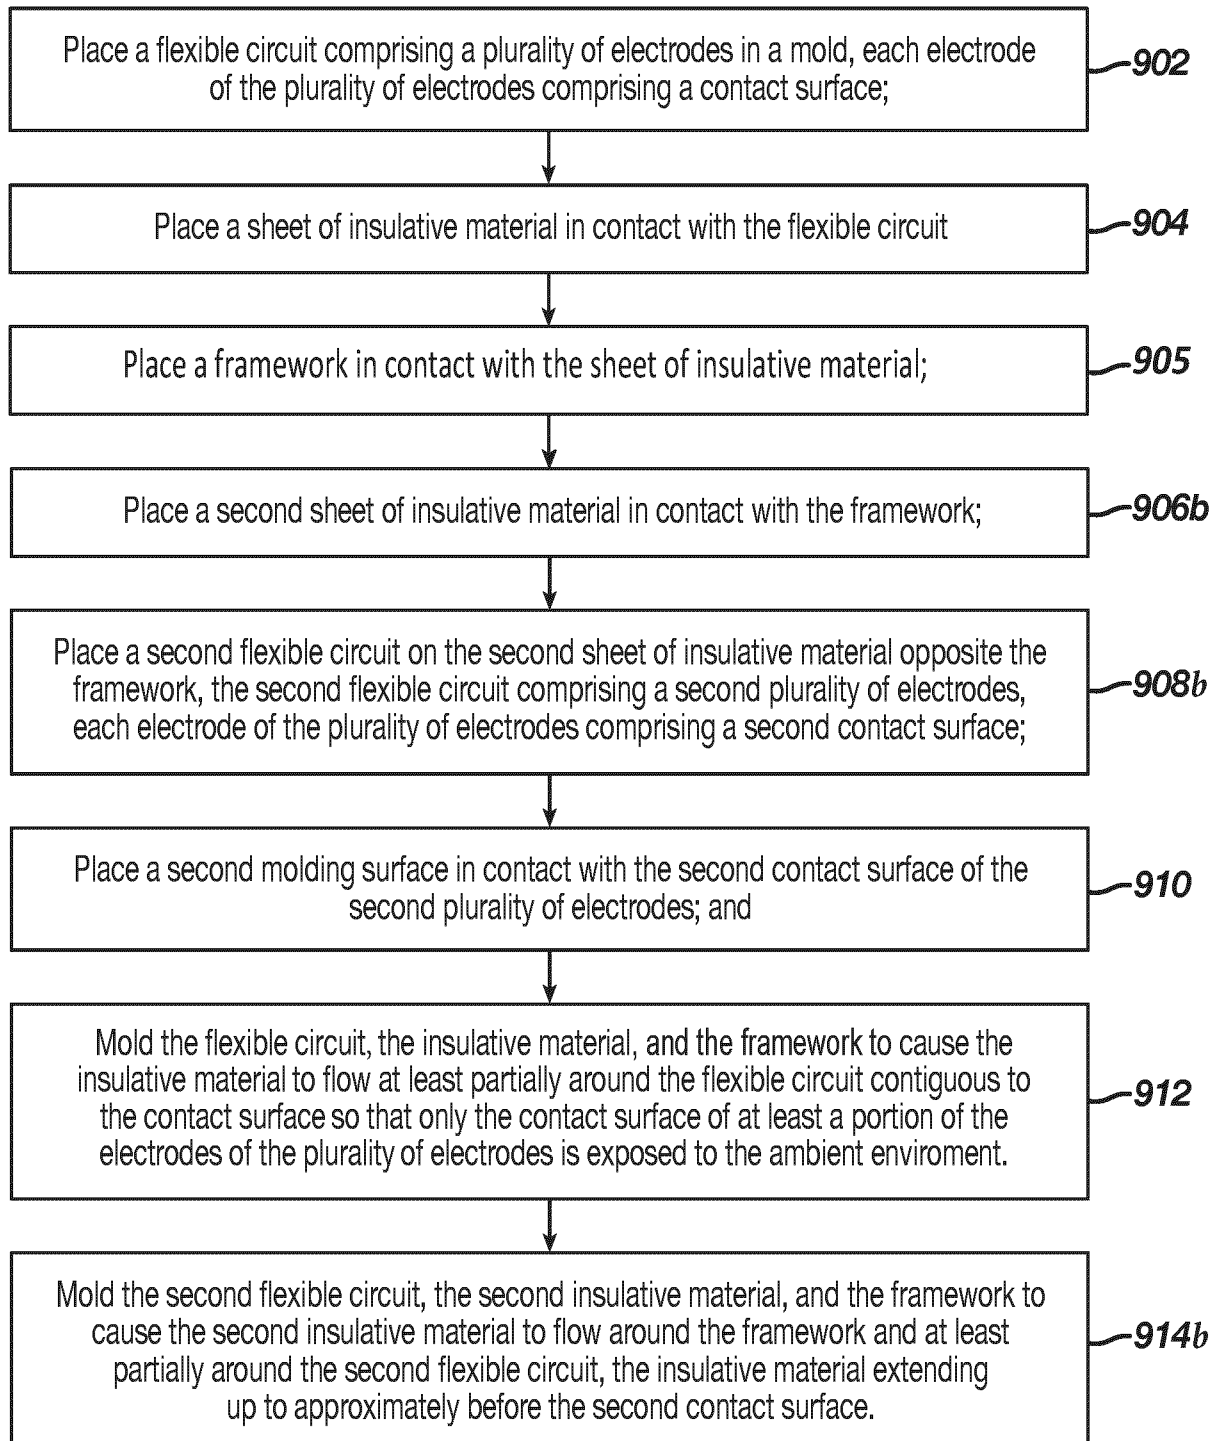 Place a flexible circuit comprising a plurality of electrodes in a mold, each electrode
of the plurality of electrodes comprising a contact surface;
902
Place a sheet of insulative material in contact with the flexible circuit
904
Place a framework in contact with the sheet of insulative material;
905
Place a second sheet of insulative material in contact with the framework;
906b
Place a second flexible circuit on the second sheet of insulative material opposite the
framework, the second flexible circuit comprising a second plurality of electrodes,
each electrode of the plurality of electrodes comprising a second contact surface;
908b
Place a second molding surface in contact with the second contact surface of the
second plurality of electrodes; and
910
Mold the flexible circuit, the insulative material, and the framework to cause the
insulative material to flow at least partially around the flexible circuit contiguous to
the contact surface so that only the contact surface of at least a portion of the
electrodes of the plurality of electrodes is exposed to the ambient enviroment.
912
Mold the second flexible circuit, the second insulative material, and the framework to
cause the second insulative material to flow around the framework and at least
partially around the second flexible circuit, the insulative material extending
up to approximately before the second contact surface.
914b